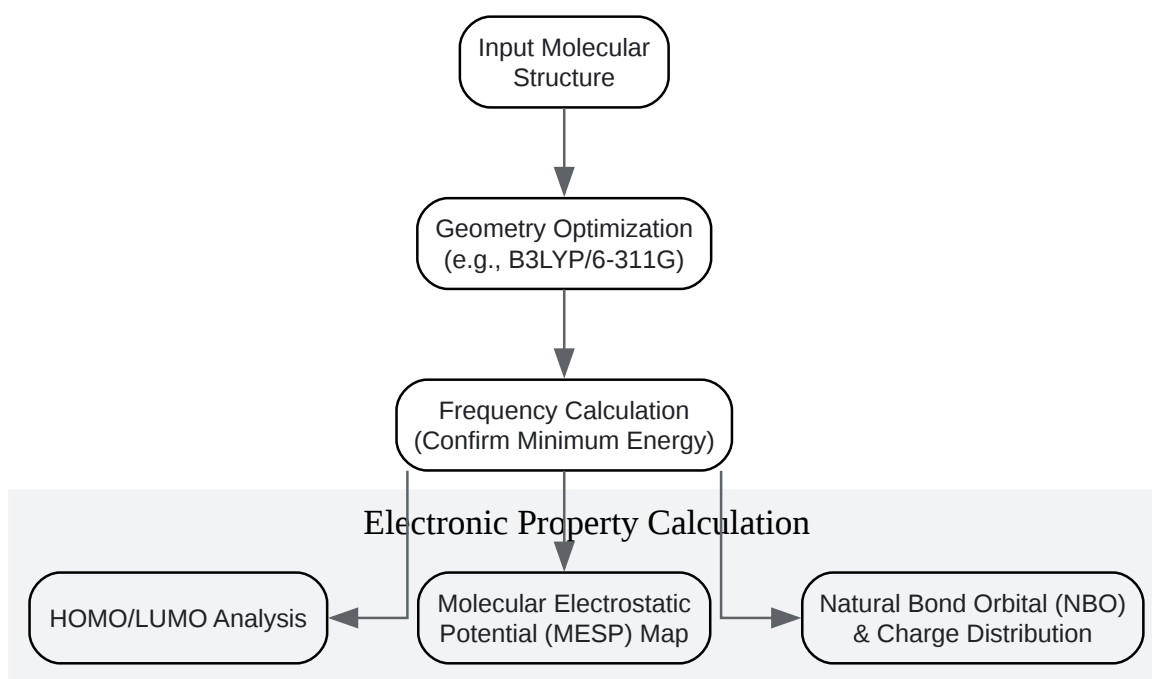 Input Molecular
Structure
Geometry Optimization
(e.g., B3LYP/6-311G)
Frequency Calculation
(Confirm Minimum Energy)
Electronic Property Calculation
HOMO/LUMO Analysis
Molecular Electrostatic
Potential (MESP) Map
Natural Bond Orbital (NBO)
& Charge Distribution